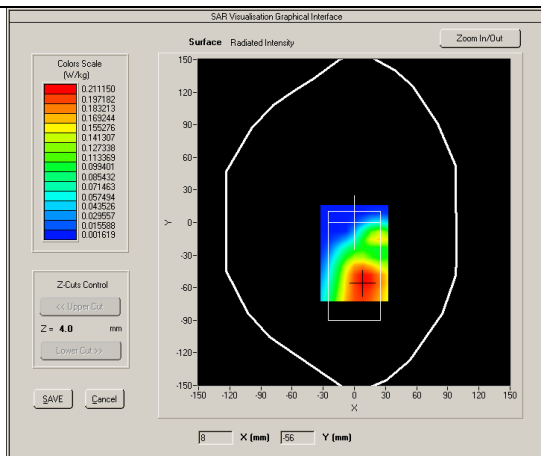 SAR Visualisation Graphical Interface
Surface Radiated Intensity
Zoom In/Out
Colors Scale
(W/kg)
0.211150
0.197182
0.183213
0.169244
0.155276
0.141307
0.127338
0.113369
0.099401
0.085432
0.071463
0.057494
0.043526
0.029557
0.015588
0.001619
Z-Cuts Control
<< Upper Cut
Z = 4.0 mm
Lower Cut >>
SAVE Cancel
150-
120-
90-
60-
30-
0-
-30-
-60-
-90-
-120-
-150-
Y
-150 -120 -90 -60 -30 0 30 60 90 120 150
X
8 X (mm) -56 Y (mm)